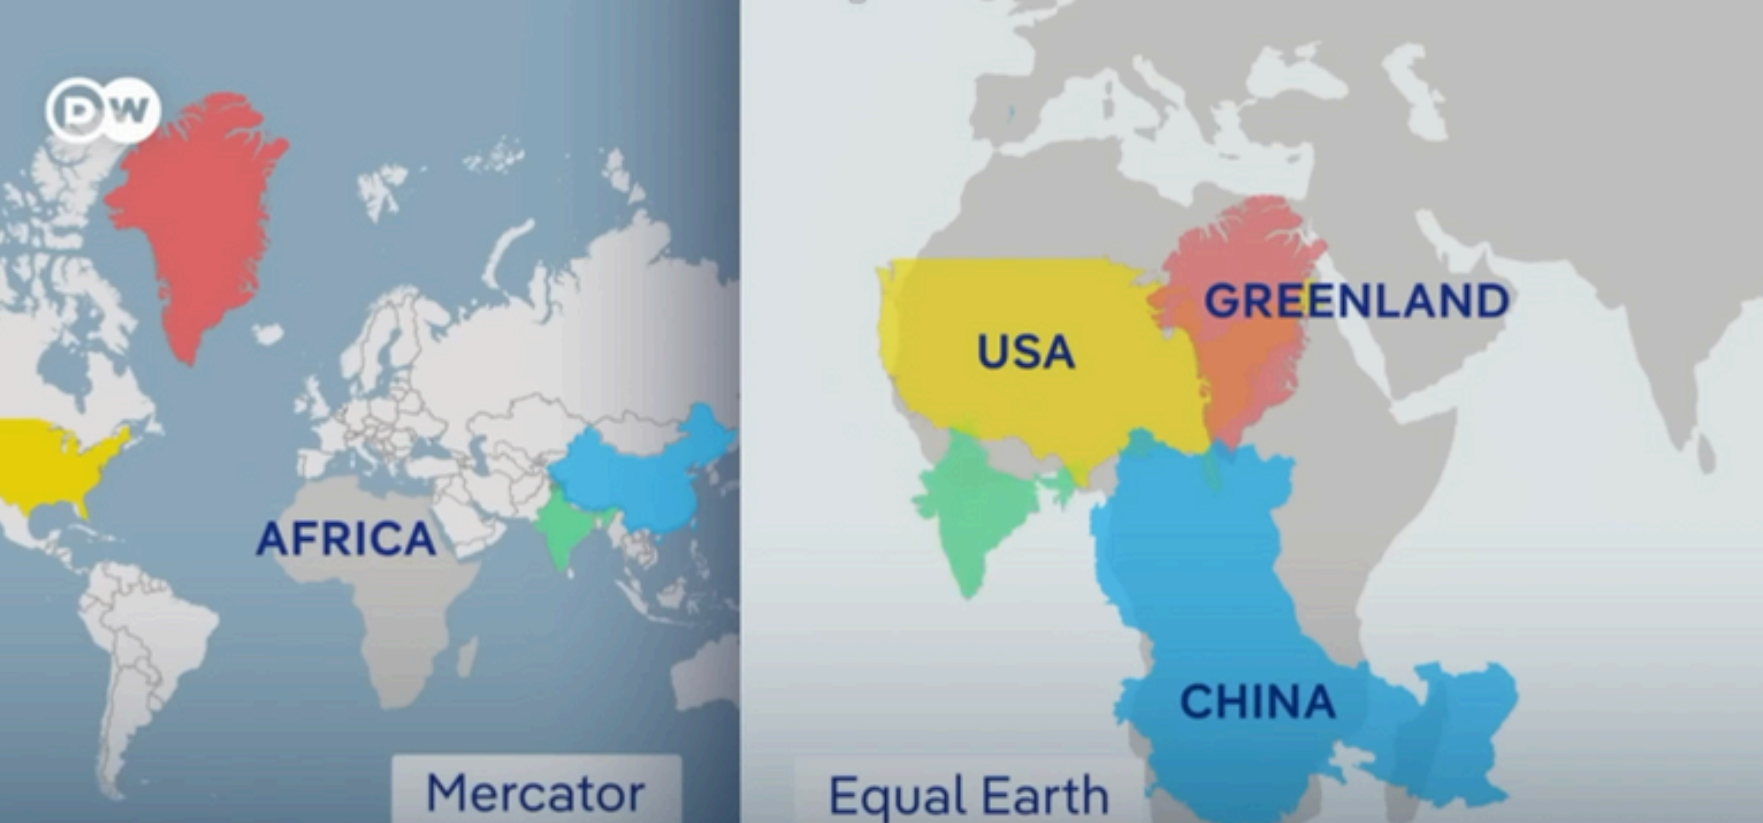 DW
AFRICA
Mercator
USA
GREENLAND
CHINA
Equal Earth